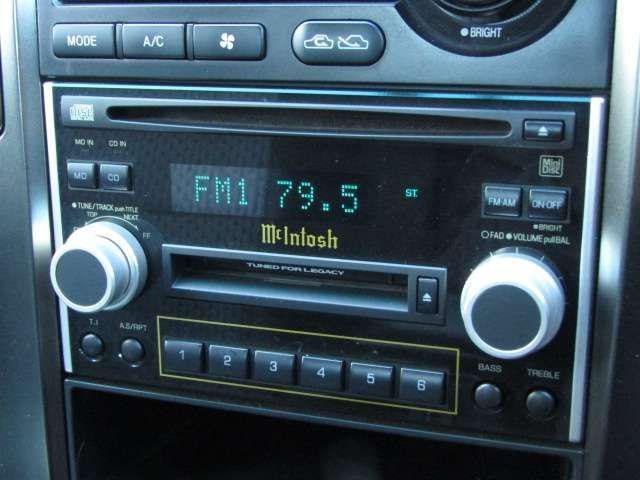 MODE A/C
BRIGHT
disc
MD IN CD IN
MD CD
Mini Disc
TUNE/TRACK push TITLE
TOP NEXT
FF
FM1 79.5 ST.
FM·AM ON·OFF
BRIGHT
FAD VOLUME pull BAL
McIntosh
TUNED FOR LEGACY
T.I A.S/RPT
1 2 3 4 5 6
BASS TREBLE